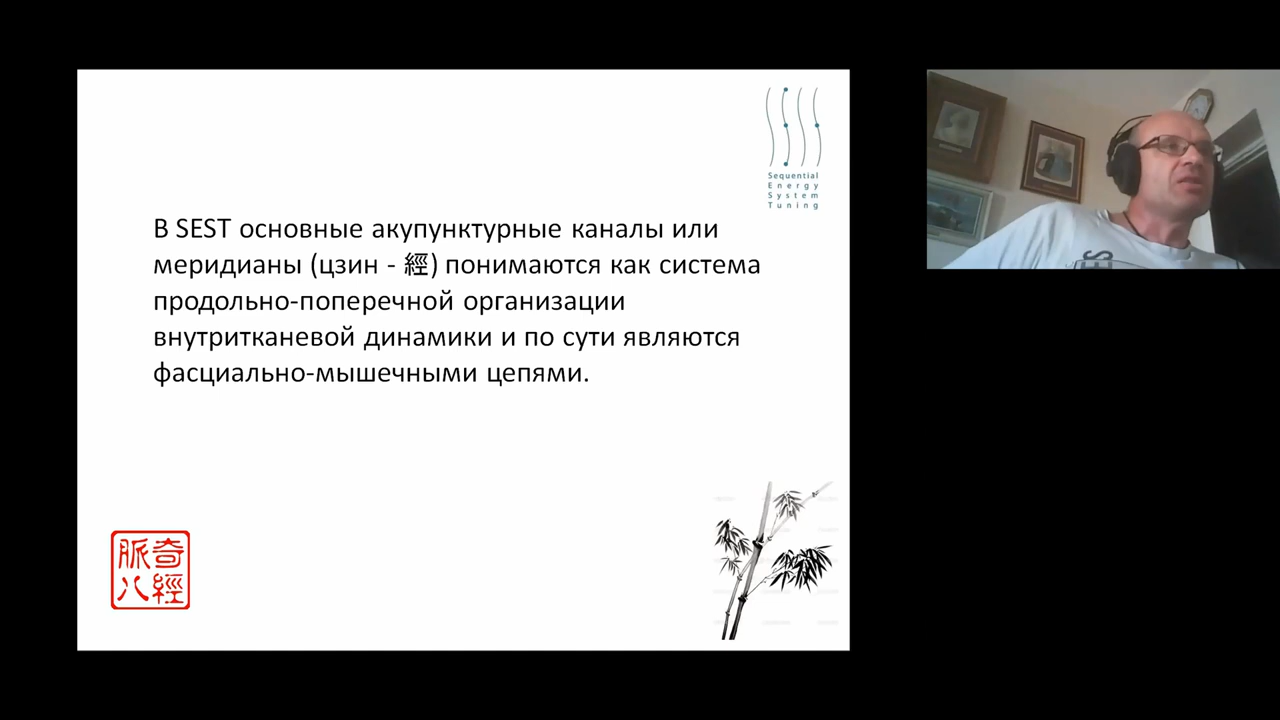 Sequential
Energy
System
Tuning
В SEST основные акупунктурные каналы или
меридианы (цзин - 經) понимаются как система
продольно-поперечной организации
внутритканевой динамики и по сути являются
фасциально-мышечными цепями.
脈奇
八經